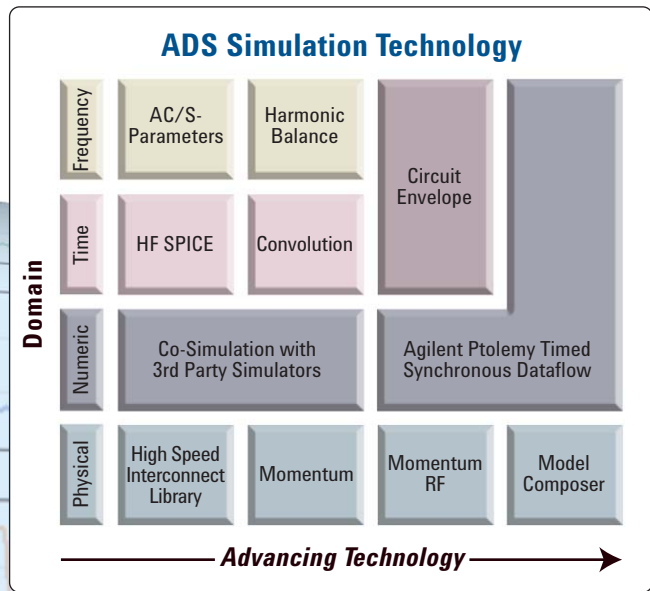 ADS Simulation Technology
Domain
Frequency
AC/S-
Parameters
Harmonic
Balance
Circuit
Envelope
Time
HF SPICE
Convolution
Numeric
Co-Simulation with
3rd Party Simulators
Agilent Ptolemy Timed
Synchronous Dataflow
Physical
High Speed
Interconnect
Library
Momentum
Momentum
RF
Model
Composer
Advancing Technology